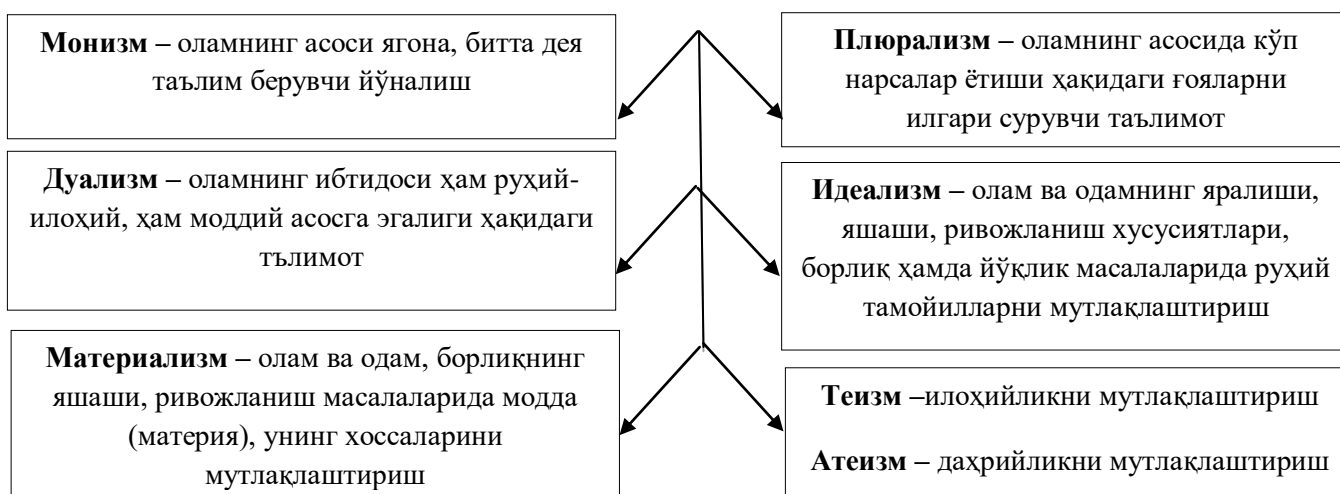 Монизм – оламнинг асоси ягона, битта дея
таълим берувчи йўналиш
Плюрализм – оламнинг асосида кўп
нарсалар ётиши ҳақидаги ғояларни
илгари сурувчи таълимот
Дуализм – оламнинг ибтидоси ҳам руҳий-
илоҳий, ҳам моддий асосга эгалиги ҳақидаги
тълимот
Идеализм – олам ва одамнинг яралиши,
яшаши, ривожланиш хусусиятлари,
борлиқ ҳамда йўқлик масалаларида руҳий
тамойилларни мутлақлаштириш
Материализм – олам ва одам, борлиқнинг
яшаши, ривожланиш масалаларида модда
(материя), унинг хоссаларини
мутлақлаштириш
Теизм –илоҳийликни мутлақлаштириш
Атеизм – даҳрийликни мутлақлаштириш